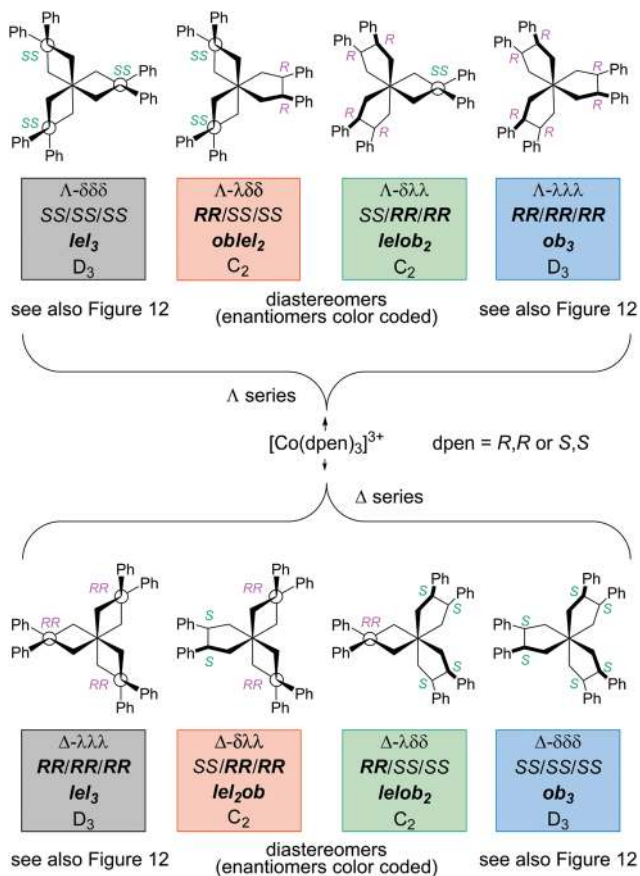 Ph
Ph
SS
SS
Ph
Ph
SS
Ph
Ph
Ph
Ph
SS
R
Ph
R
Ph
SS
Ph
Ph
Ph
Ph
R
R
SS
Ph
Ph
R
R
Ph
Ph
Ph
Ph
R
R
R
Ph
R
Ph
R
R
Ph
Ph
Λ-δδδ
SS/SS/SS
lel3
D3
Λ-λδδ
RR/SS/SS
oblel2
C2
Λ-δλλ
SS/RR/RR
lelob2
C2
Λ-λλλ
RR/RR/RR
ob3
D3
see also Figure 12
diastereomers
(enantiomers color coded)
see also Figure 12
Λ series
[Co(dpen)3]3+
dpen = R,R or S,S
Δ series
Ph
Ph
RR
RR
Ph
Ph
RR
Ph
Ph
Ph
Ph
RR
S
Ph
Ph
S
RR
Ph
Ph
Ph
Ph
S
S
RR
Ph
Ph
S
S
Ph
Ph
Ph
Ph
S
S
S
Ph
Ph
S
S
S
Ph
Ph
Δ-λλλ
RR/RR/RR
lel3
D3
Δ-δλλ
SS/RR/RR
lel2ob
C2
Δ-λδδ
RR/SS/SS
lelob2
C2
Δ-δδδ
SS/SS/SS
ob3
D3
see also Figure 12
diastereomers
(enantiomers color coded)
see also Figure 12